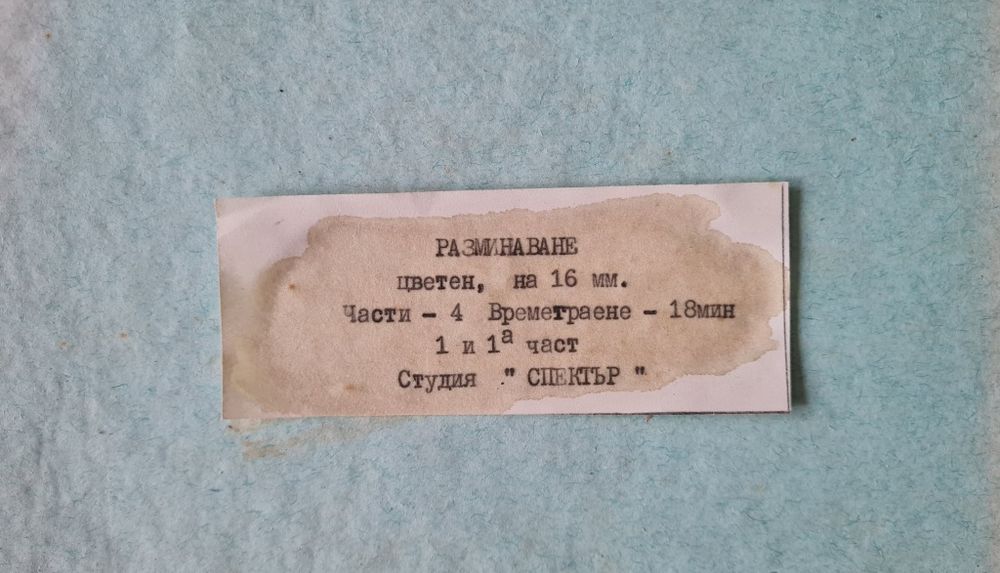 РАЗМИНАВАНЕ
цветен, на 16 мм.
Части - 4 Времетраене - 18мин
1 и 1а част
Студия " СПЕКТЪР "